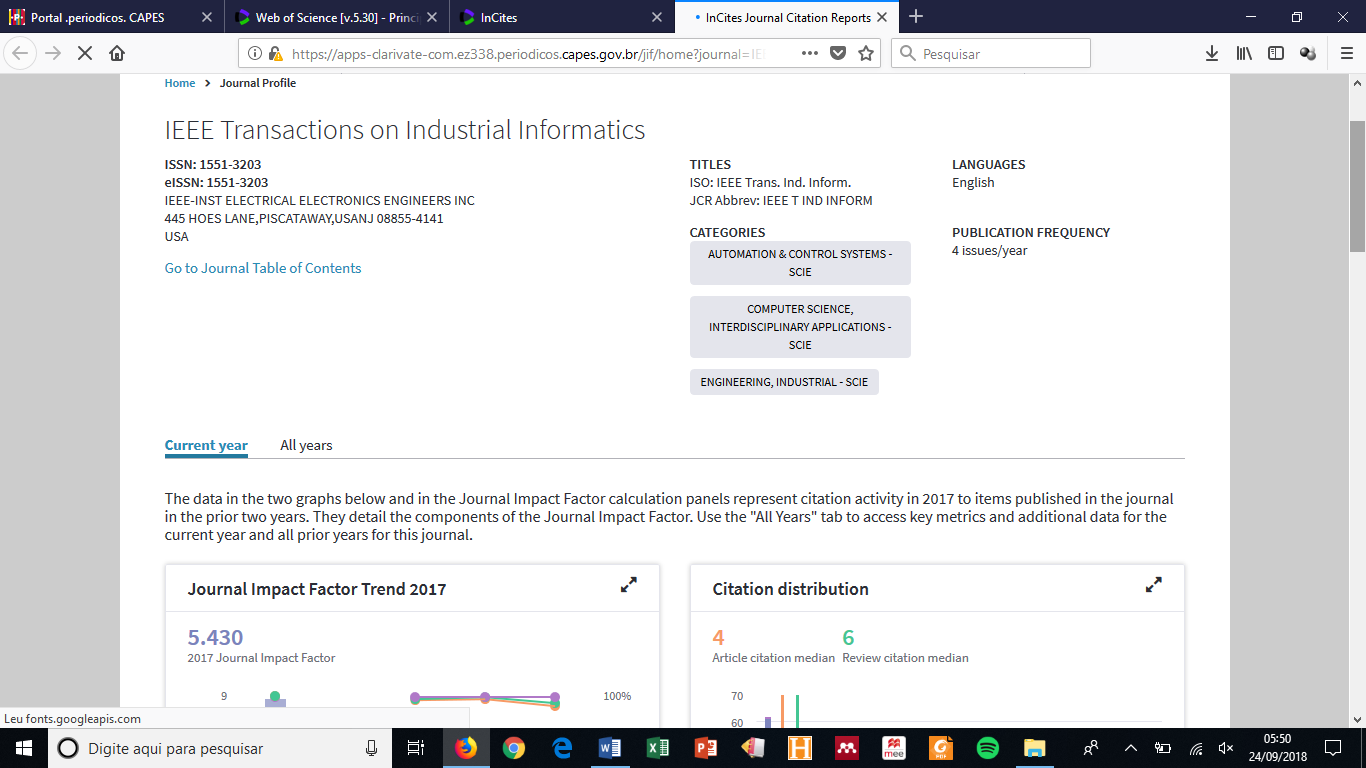 Portal .periodicos. CAPES
Web of Science [v.5.30] - Princi
InCites
InCites Journal Citation Reports
https://apps-clarivate-com.ez338.periodicos.capes.gov.br/jif/home?journal=IEE
Pesquisar
Home > Journal Profile
IEEE Transactions on Industrial Informatics
ISSN: 1551-3203
eISSN: 1551-3203
IEEE-INST ELECTRICAL ELECTRONICS ENGINEERS INC
445 HOES LANE,PISCATAWAY,USANJ 08855-4141
USA
Go to Journal Table of Contents
TITLES
ISO: IEEE Trans. Ind. Inform.
JCR Abbrev: IEEE T IND INFORM
CATEGORIES
AUTOMATION & CONTROL SYSTEMS -
SCIE
COMPUTER SCIENCE,
INTERDISCIPLINARY APPLICATIONS -
SCIE
ENGINEERING, INDUSTRIAL - SCIE
LANGUAGES
English
PUBLICATION FREQUENCY
4 issues/year
Current year
All years
The data in the two graphs below and in the Journal Impact Factor calculation panels represent citation activity in 2017 to items published in the journal
in the prior two years. They detail the components of the Journal Impact Factor. Use the "All Years" tab to access key metrics and additional data for the
current year and all prior years for this journal.
Journal Impact Factor Trend 2017
5.430
2017 Journal Impact Factor
9
100%
Citation distribution
4
Article citation median
6
Review citation median
70
60
Leu fonts.googleapis.com
Digite aqui para pesquisar
mee
PDF
05:50
24/09/2018